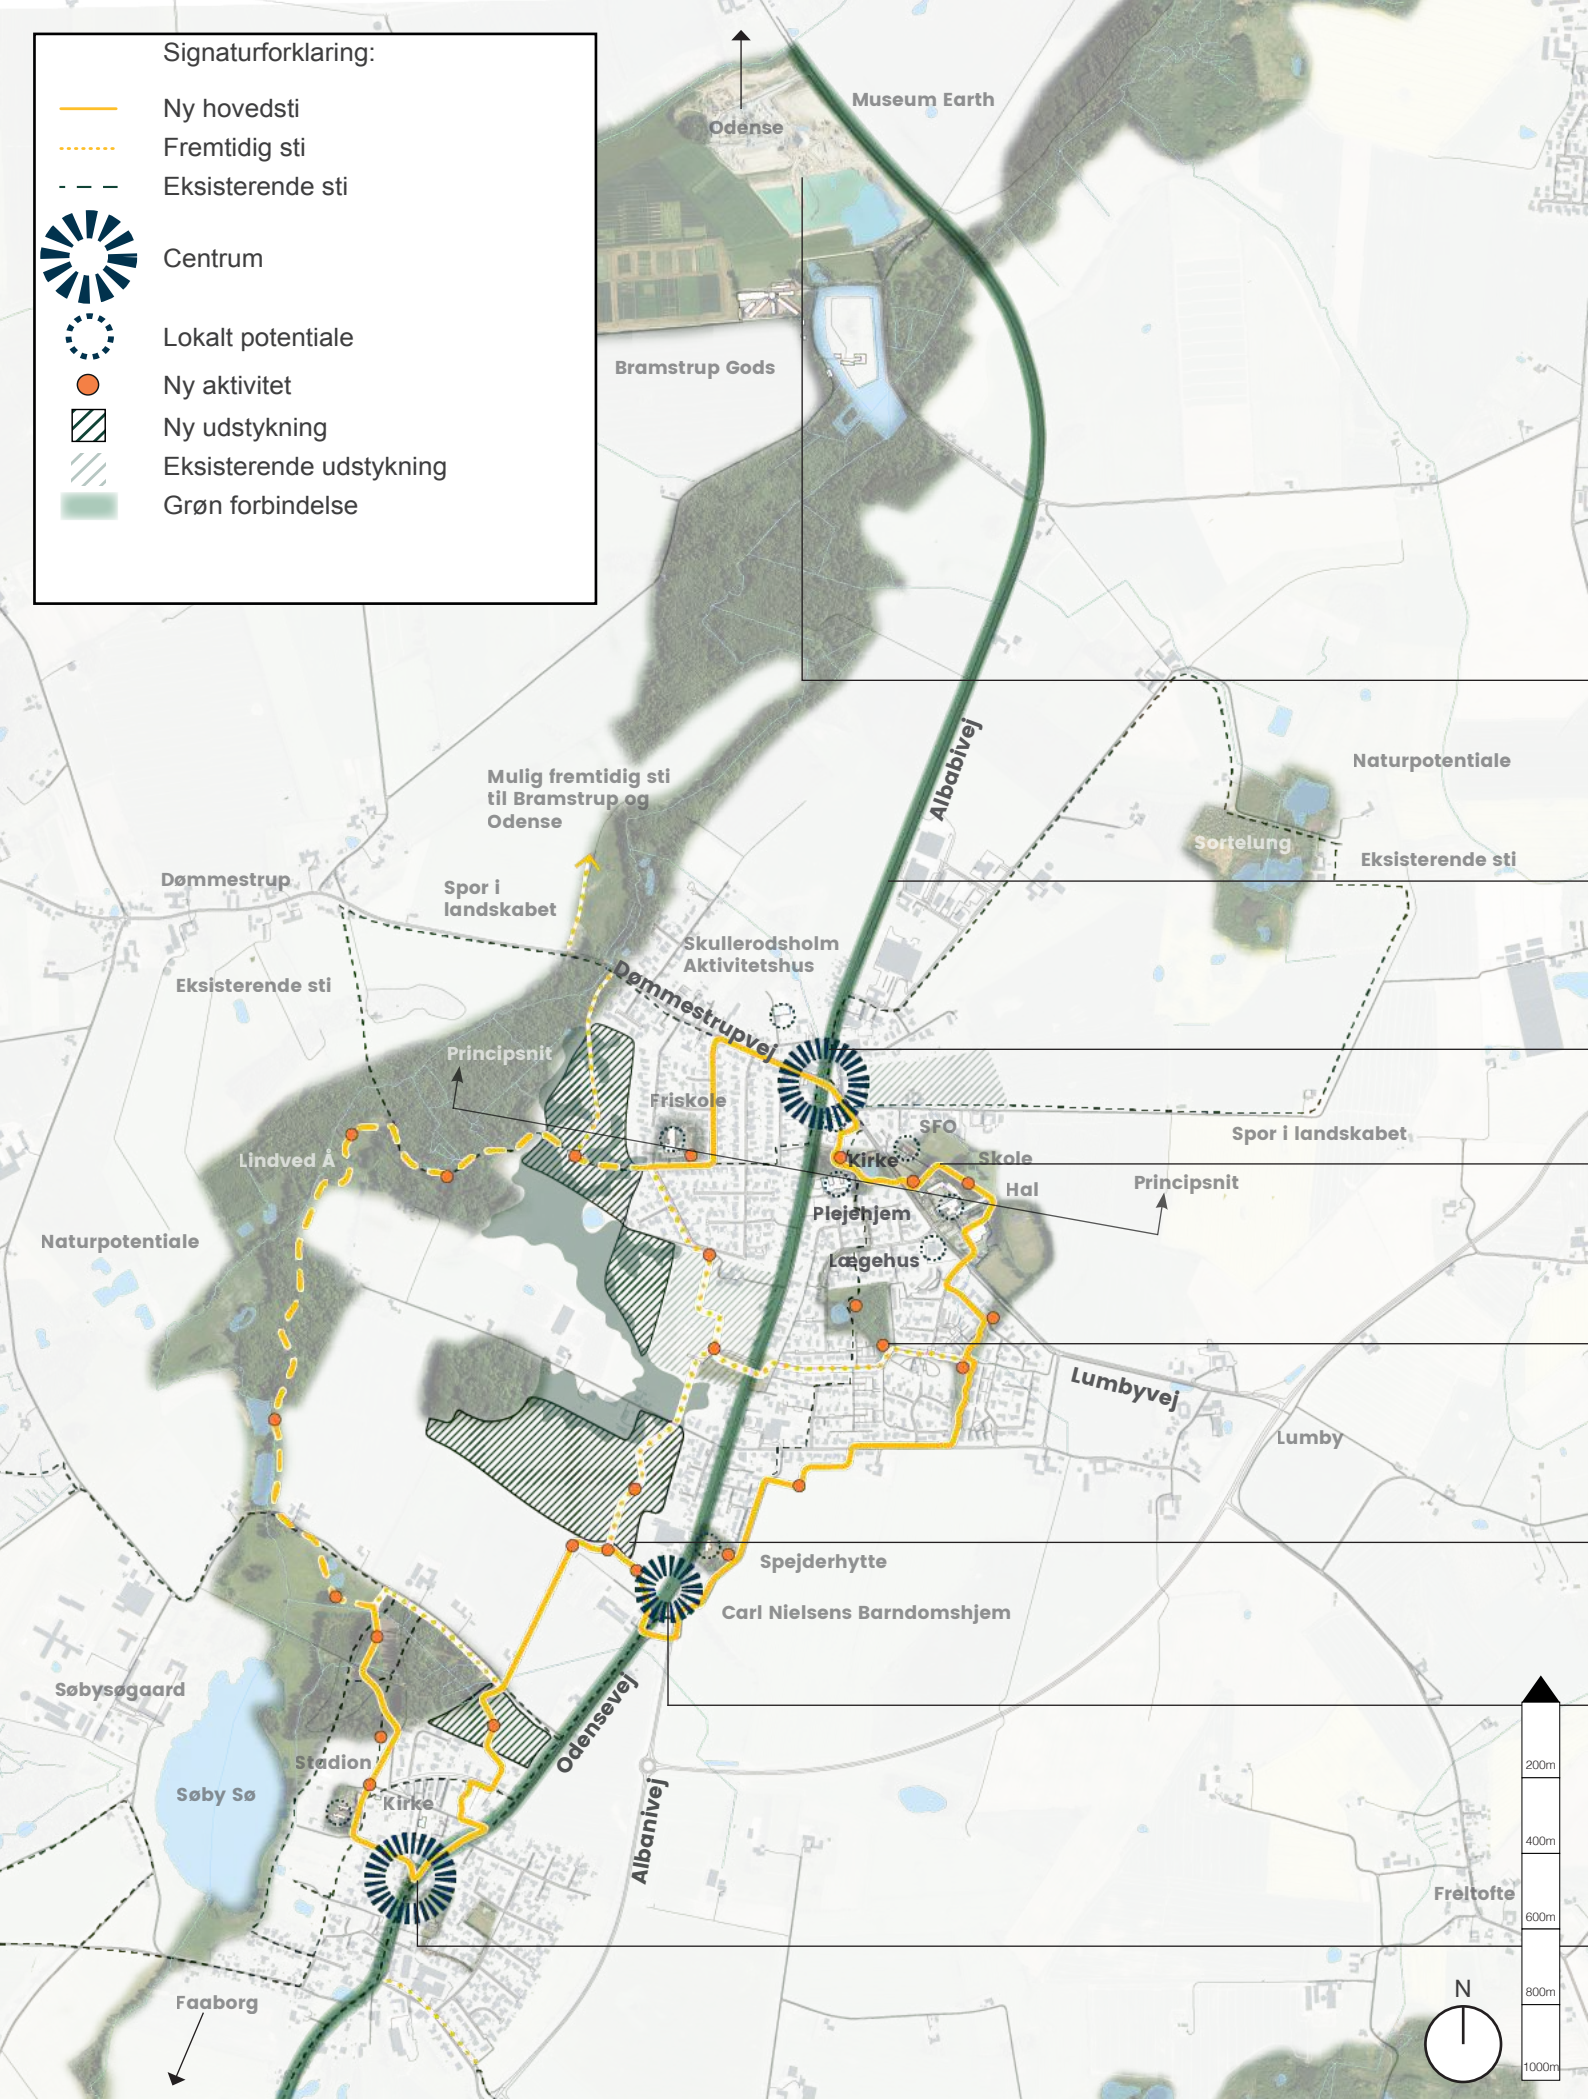 Signaturforklaring:
Ny hovedsti
Fremtidig sti
Eksisterende sti
Centrum
Lokalt potentiale
Ny aktivitet
Ny udstykning
Eksisterende udstykning
Grøn forbindelse
Museum Earth
Odense
Bramstrup Gods
Albabivej
Naturpotentiale
Mulig fremtidig sti
til Bramstrup og
Odense
Sortelung
Eksisterende sti
Dømmestrup
Spor i
landskabet
Skullerodsholm
Aktivitetshus
Eksisterende sti
Dømmestrupvej
Principsnit
Friskole
SFO
Spor i landskabet
Lindved Å
Kirke
Skole
Hal
Principsnit
Plejehjem
Naturpotentiale
Lægehus
Lumbyvej
Lumby
Spejderhytte
Carl Nielsens Barndomshjem
Søbysøgaard
Odensevej
Stadion
Søby Sø
Kirke
Albanivej
Freltofte
Faaborg
N
200m
400m
600m
800m
1000m